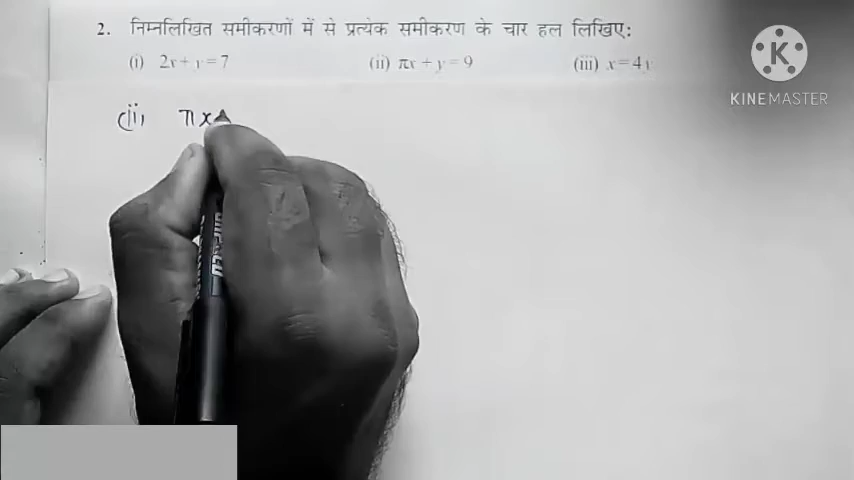 2. निम्नलिखित समीकरणों में से प्रत्येक समीकरण के चार हल लिखिए:
(i) 2x + y = 7 (ii) πx + y = 9 (iii) x = 4y
(ii) πx
K
KINEMASTER